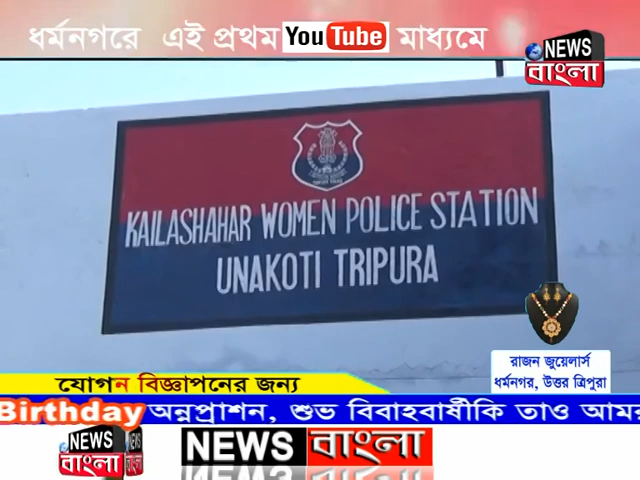 ধর্মনগরে এই প্রথম YouTube মাধ্যমে
NEWS
বাংলা
KAILASHAHAR WOMEN POLICE STATION
UNAKOTI TRIPURA
রাজন জুয়েলার্স
ধর্মনগর, উত্তর ত্রিপুরা
যোগন বিজ্ঞাপনের জন্য
Birthday অন্নপ্রাশন, শুভ বিবাহবার্ষীকি তাও আমর
NEWS
বাংলা
NEWS বাংলা